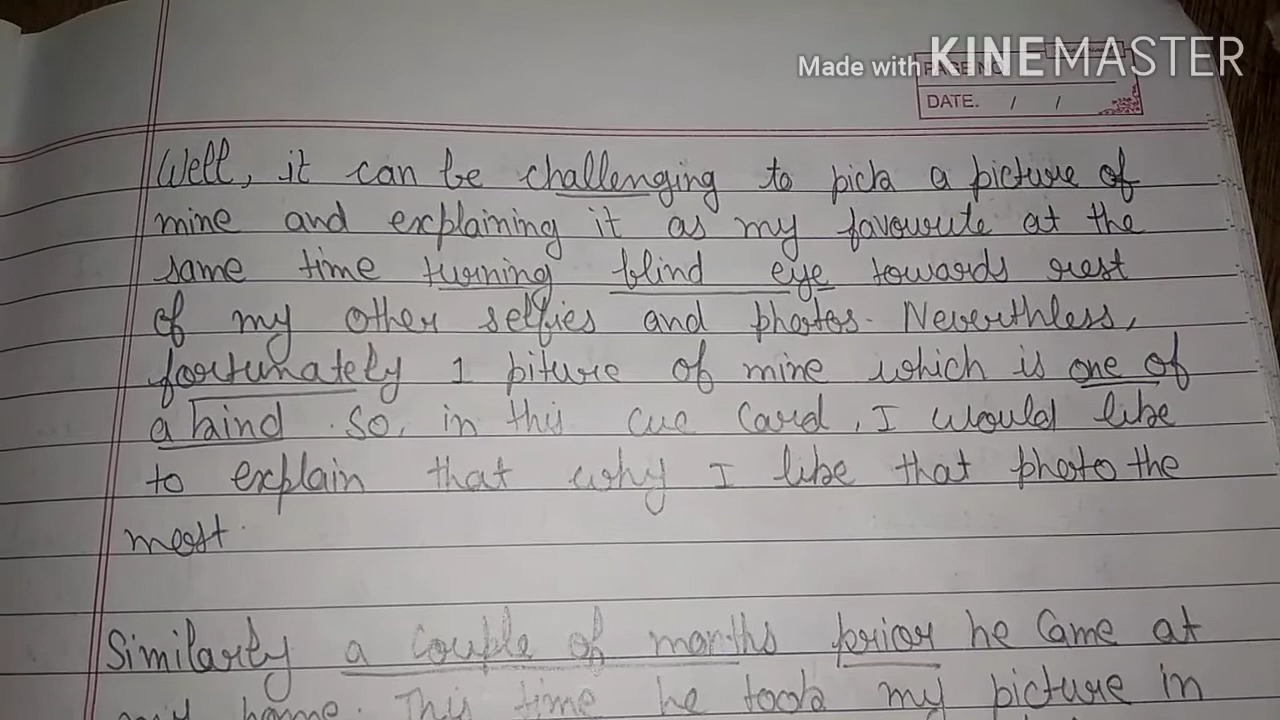 Made with KINEMASTER
PAGE NO.
DATE. / /
Well, it can be challenging to pick a picture of
mine and explaining it as my favourite at the
same time turning blind eye towards rest
of my other selfies and photos. Nevertheless,
fortunately 1 piture of mine which is one of
a kind. So, in this cue card, I would like
to explain that why I like that photo the
most.
Similarly a couple of months prior he came at
my home. This time he took my picture in